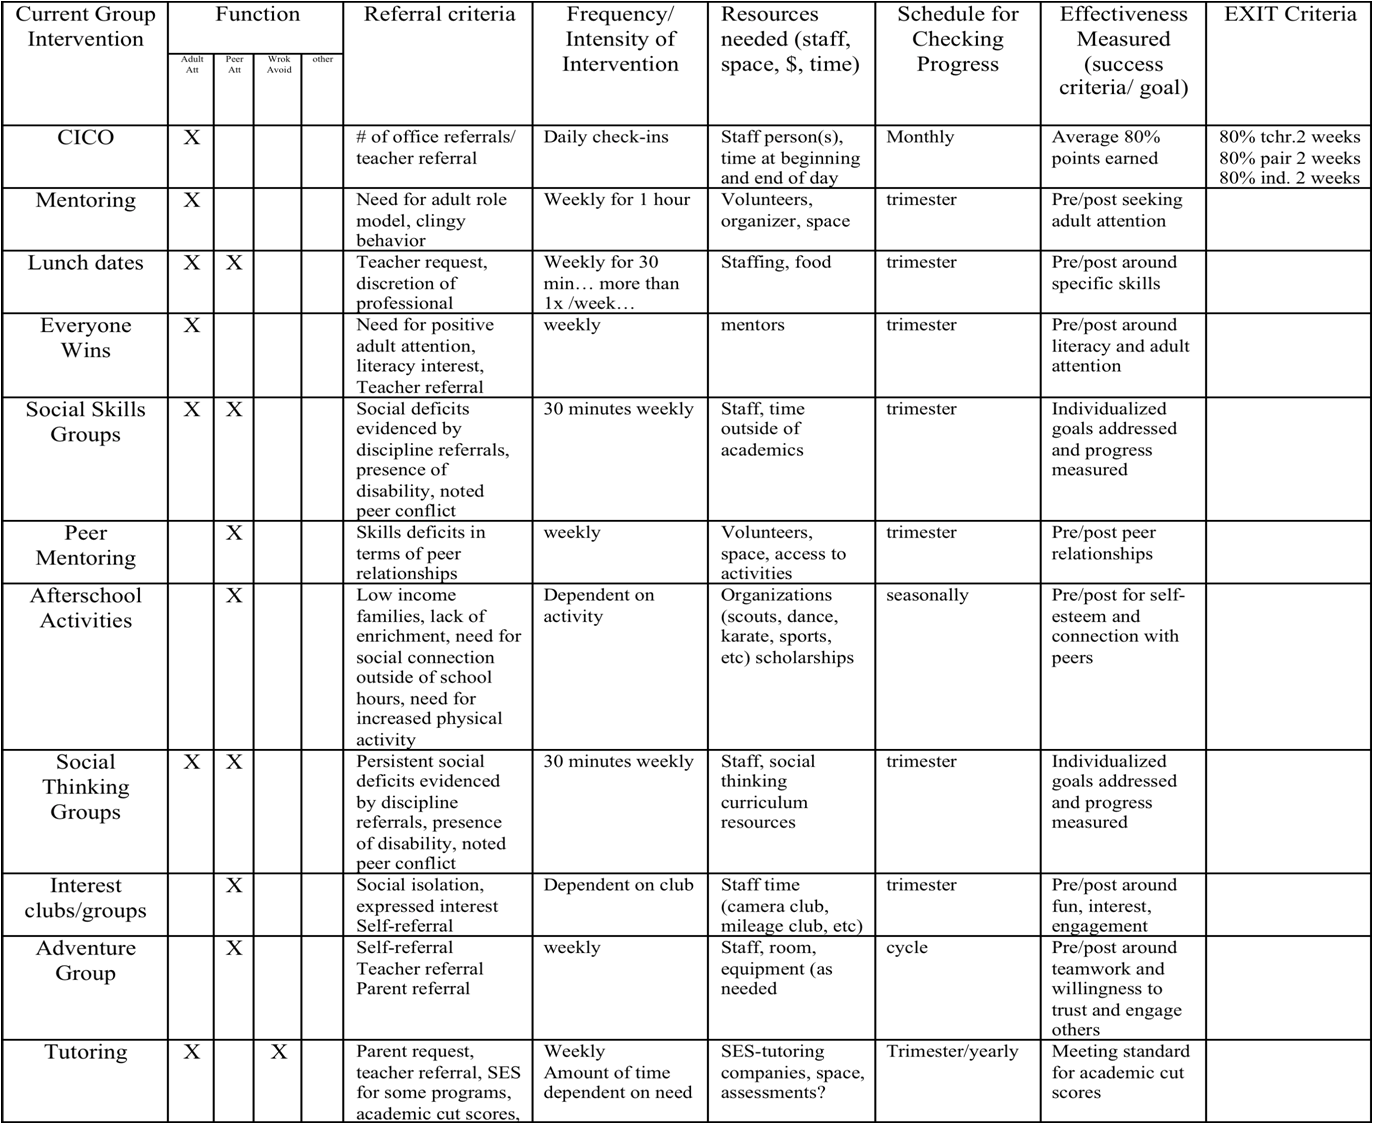 Current Group
Intervention
Function
Adult
Att
Peer
Att
Wrok
Avoid
other
Referral criteria
Frequency/
Intensity of
Intervention
Resources
needed (staff,
space, $, time)
Schedule for
Checking
Progress
Effectiveness
Measured
(success
criteria/ goal)
EXIT Criteria
CICO
X
# of office referrals/
teacher referral
Daily check-ins
Staff person(s),
time at beginning
and end of day
Monthly
Average 80%
points earned
80% tchr.2 weeks
80% pair 2 weeks
80% ind. 2 weeks
Mentoring
X
Need for adult role
model, clingy
behavior
Weekly for 1 hour
Volunteers,
organizer, space
trimester
Pre/post seeking
adult attention
Lunch dates
X
X
Teacher request,
discretion of
professional
Weekly for 30
min… more than
1x /week…
Staffing, food
trimester
Pre/post around
specific skills
Everyone
Wins
X
Need for positive
adult attention,
literacy interest,
Teacher referral
weekly
mentors
trimester
Pre/post around
literacy and adult
attention
Social Skills
Groups
X
X
Social deficits
evidenced by
discipline referrals,
presence of
disability, noted
peer conflict
30 minutes weekly
Staff, time
outside of
academics
trimester
Individualized
goals addressed
and progress
measured
Peer
Mentoring
X
Skills deficits in
terms of peer
relationships
weekly
Volunteers,
space, access to
activities
trimester
Pre/post peer
relationships
Afterschool
Activities
X
Low income
families, lack of
enrichment, need for
social connection
outside of school
hours, need for
increased physical
activity
Dependent on
activity
Organizations
(scouts, dance,
karate, sports,
etc) scholarships
seasonally
Pre/post for self-
esteem and
connection with
peers
Social
Thinking
Groups
X
X
Persistent social
deficits evidenced
by discipline
referrals, presence
of disability, noted
peer conflict
30 minutes weekly
Staff, social
thinking
curriculum
resources
trimester
Individualized
goals addressed
and progress
measured
Interest
clubs/groups
X
Social isolation,
expressed interest
Self-referral
Dependent on club
Staff time
(camera club,
mileage club, etc)
trimester
Pre/post around
fun, interest,
engagement
Adventure
Group
X
Self-referral
Teacher referral
Parent referral
weekly
Staff, room,
equipment (as
needed
cycle
Pre/post around
teamwork and
willingness to
trust and engage
others
Tutoring
X
X
Parent request,
teacher referral, SES
for some programs,
academic cut scores,
Weekly
Amount of time
dependent on need
SES-tutoring
companies, space,
assessments?
Trimester/yearly
Meeting standard
for academic cut
scores